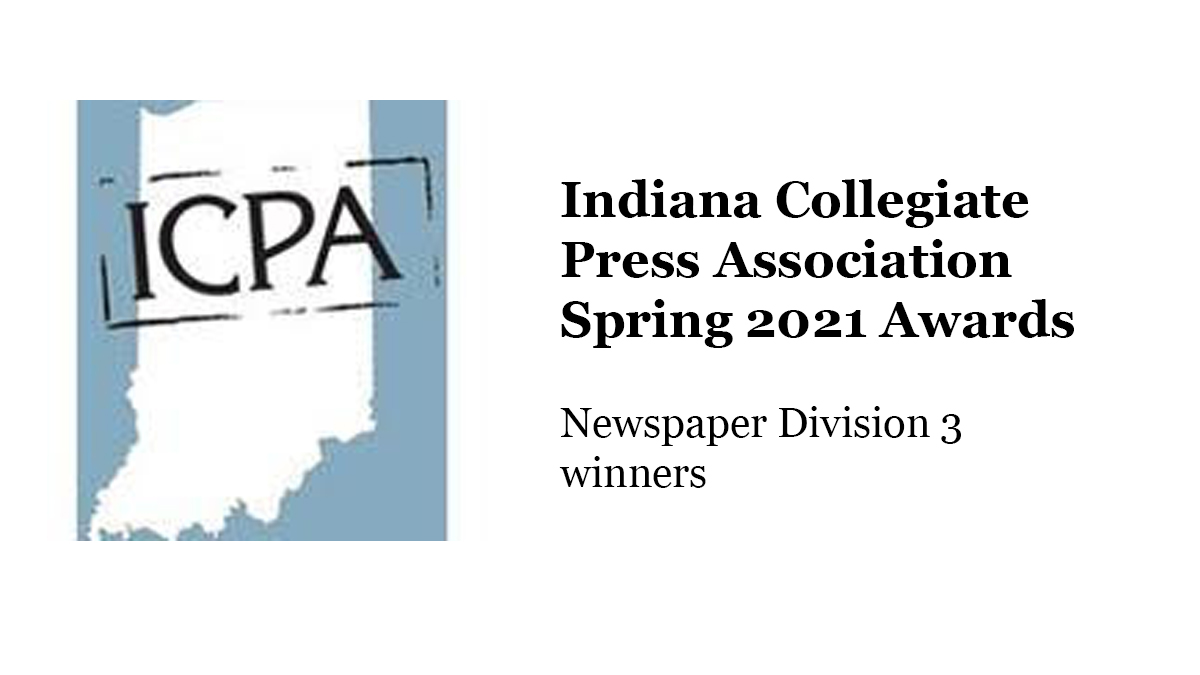 ICPA
Indiana Collegiate
Press Association
Spring 2021 Awards
Newspaper Division 3
winners